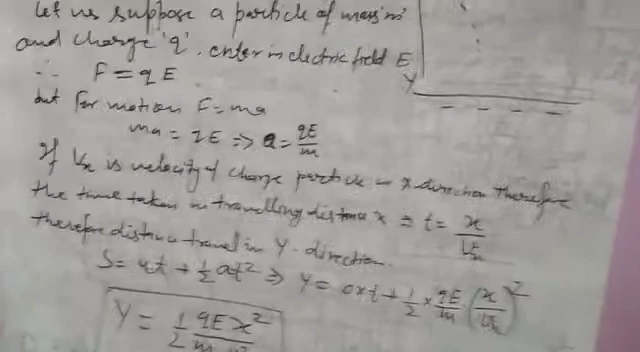 Let us suppose a particle of mass 'm'
and charge 'q', enter in electric field E
∴ F = qE
but for motion F = ma
ma = qE ⇒ a = qE/m
If Vx is velocity of charge particle in x-direction therefore
the time taken in travelling distance x ⇒ t = x/Vx
therefore distance travel in Y-direction.
S = ut + 1/2 at² ⇒ Y = 0xt + 1/2 × qE/m (x/Vx)²
Y = 1/2 qEx²/m
Y
- - - -